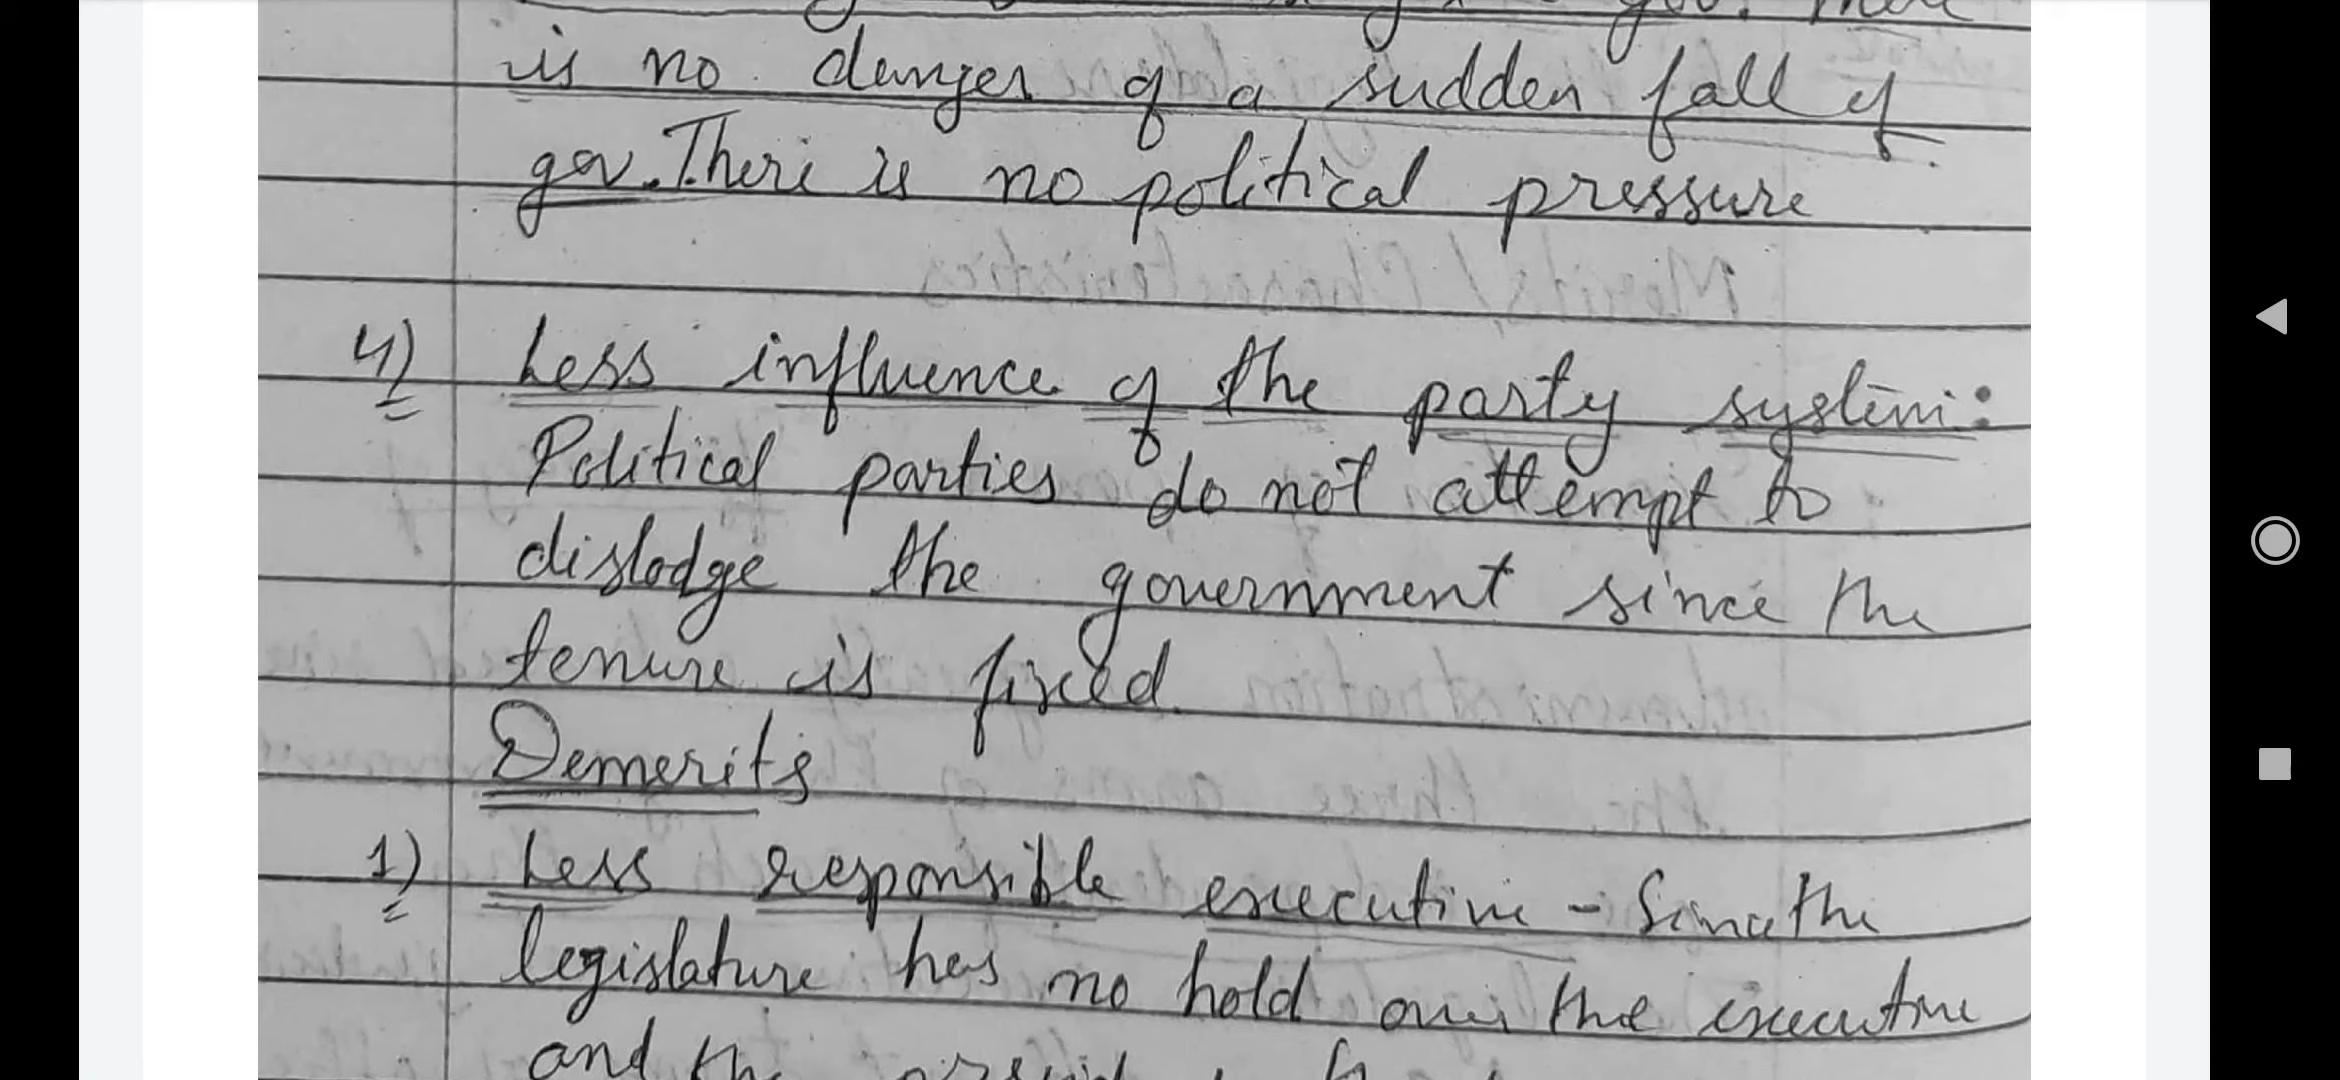 is no danger of a sudden fall of
gov. There is no political pressure
4) Less influence of the party system:
Political parties do not attempt to
dislodge the government since the
tenure is fixed.
Demerits
1) Less responsible executive - Since the
legislature has no hold over the executive
and the